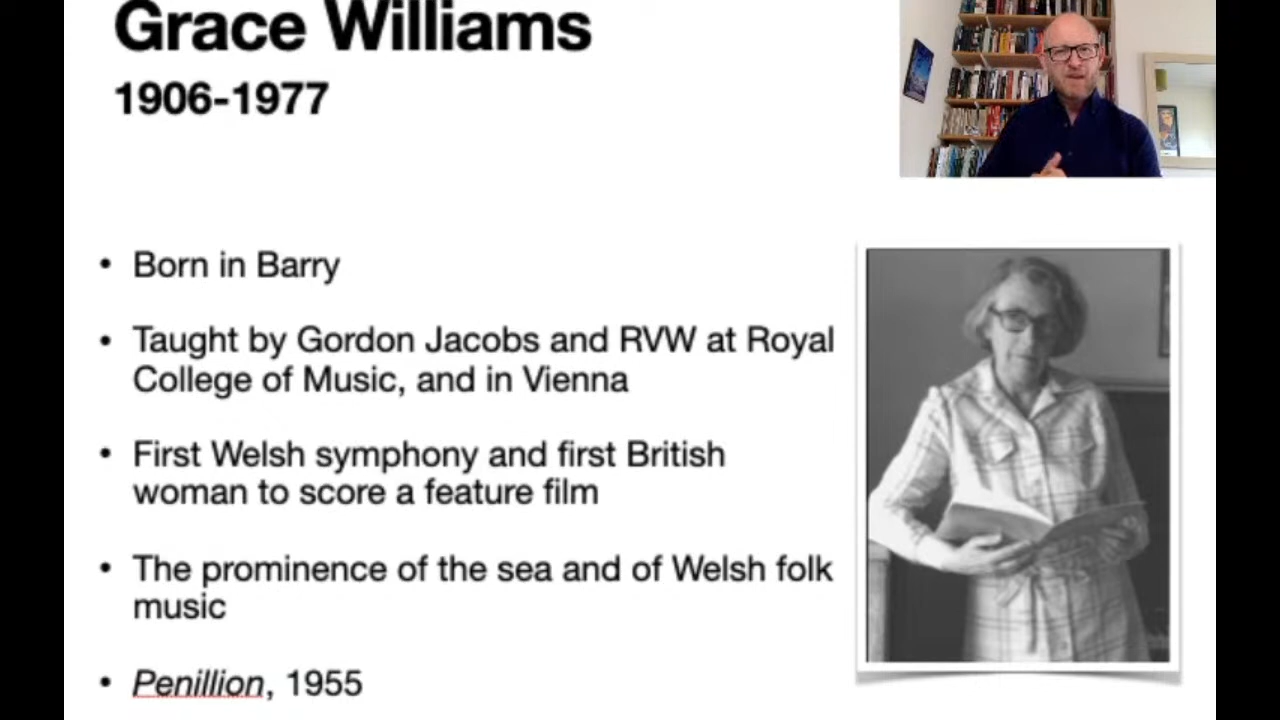 Grace Williams
1906-1977
• Born in Barry
• Taught by Gordon Jacobs and RVW at Royal
College of Music, and in Vienna
• First Welsh symphony and first British
woman to score a feature film
• The prominence of the sea and of Welsh folk
music
• Penillion, 1955